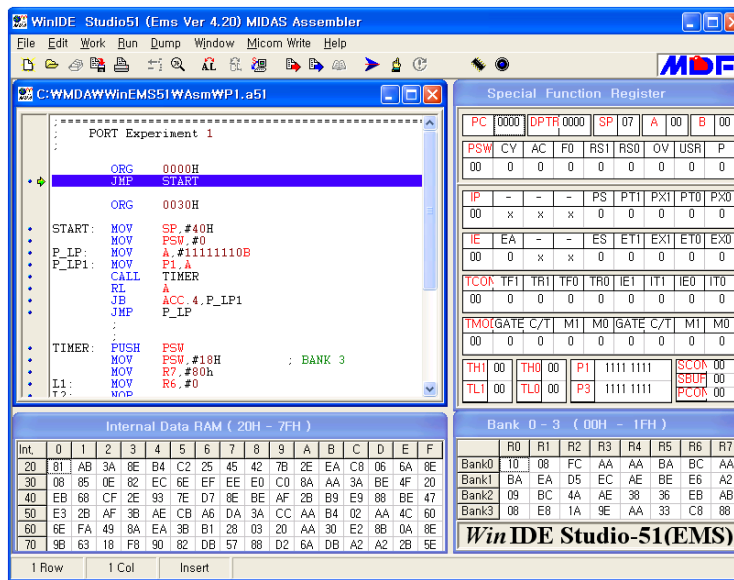 WinIDE Studio51 (Ems Ver 4.20) MIDAS Assembler
File Edit Work Run Dump Window Micom Write Help
MDF
C:₩MDA₩WinEMS51₩Asm₩P1.a51
;==================================================
; PORT Experiment 1
;
ORG 0000H
JMP START
ORG 0030H
START: MOV SP,#40H
MOV PSW,#0
P_LP: MOV A,#11111110B
P_LP1: MOV P1,A
CALL TIMER
RL A
JB ACC.4,P_LP1
JMP P_LP
;
;
TIMER: PUSH PSW
MOV PSW,#18H ; BANK 3
MOV R7,#80h
L1: MOV R6,#0
L2: NOP
Special Function Register
PC 0000 DPTR 0000 SP 07 A 00 B 00
PSW CY AC F0 RS1 RS0 OV USR P
00 0 0 0 0 0 0 0 0
IP - - - PS PT1 PX1 PT0 PX0
00 x x x 0 0 0 0 0
IE EA - - ES ET1 EX1 ET0 EX0
00 0 x x 0 0 0 0 0
TCON TF1 TR1 TF0 TR0 IE1 IT1 IE0 IT0
00 0 0 0 0 0 0 0 0
TMOD GATE C/T M1 M0 GATE C/T M1 M0
00 0 0 0 0 0 0 0 0
TH1 00 TH0 00 P1 1111 1111 SCON 00
SBUF 00
TL1 00 TL0 00 P3 1111 1111 PCON 00
Internal Data RAM ( 20H - 7FH )
Int, 0 1 2 3 4 5 6 7 8 9 A B C D E F
20 81 AB 3A 8E B4 C2 25 45 42 7B 2E EA C8 06 6A 8E
30 08 85 0E 82 EC 6E EF EE E0 C0 8A AA 3A BE 4F 20
40 EB 68 CF 2E 93 7E D7 8E BE AF 2B B9 E9 88 BE 47
50 E3 2B AF 3B AE CB A6 DA 3A CC AA B4 02 AA 4C 60
60 6E FA 49 8A EA 3B B1 28 03 20 AA 30 E2 8B 0A 8E
70 9B 63 18 F8 90 82 DB 57 88 D2 6A DB A2 A2 2B 5E
Bank 0 - 3 ( 00H - 1FH )
R0 R1 R2 R3 R4 R5 R6 R7
Bank0 10 08 FC AA AA BA BC AA
Bank1 BA EA D5 EC AE BE E6 A2
Bank2 09 BC 4A AE 38 36 EB AB
Bank3 08 E8 1A 9E AA 33 C8 88
Win IDE Studio-51(EMS)
1 Row 1 Col Insert